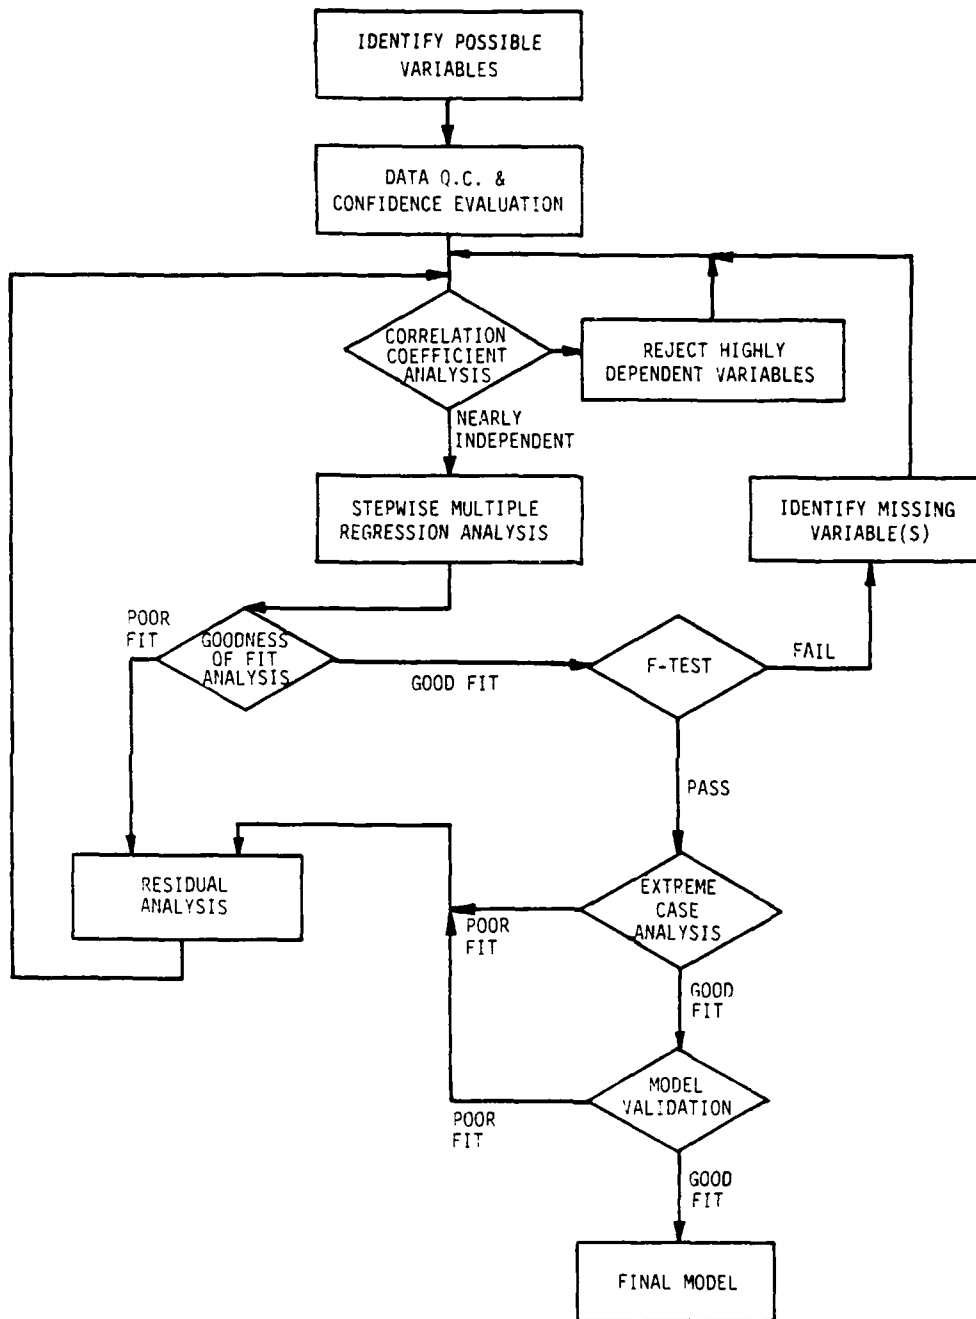 IDENTIFY POSSIBLE
VARIABLES
DATA Q.C. &
CONFIDENCE EVALUATION
CORRELATION
COEFFICIENT
ANALYSIS
REJECT HIGHLY
DEPENDENT VARIABLES
NEARLY
INDEPENDENT
STEPWISE MULTIPLE
REGRESSION ANALYSIS
IDENTIFY MISSING
VARIABLE(S)
POOR
FIT
GOODNESS
OF FIT
ANALYSIS
GOOD FIT
F-TEST
FAIL
PASS
RESIDUAL
ANALYSIS
EXTREME
CASE
ANALYSIS
POOR
FIT
GOOD
FIT
MODEL
VALIDATION
POOR
FIT
GOOD
FIT
FINAL MODEL